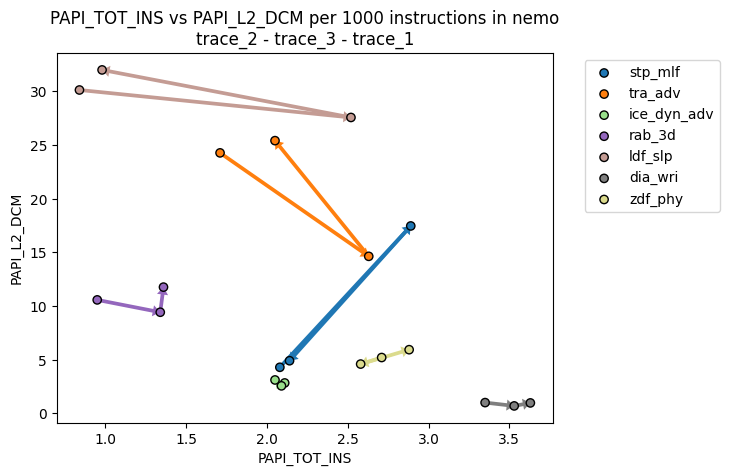 PAPI_TOT_INS vs PAPI_L2_DCM per 1000 instructions in nemo
trace_2 - trace_3 - trace_1
stp_mlf
tra_adv
ice_dyn_adv
rab_3d
ldf_slp
dia_wri
zdf_phy
PAPI_L2_DCM
30
25
20
15
10
5
0
1.0
1.5
2.0
2.5
3.0
3.5
PAPI_TOT_INS